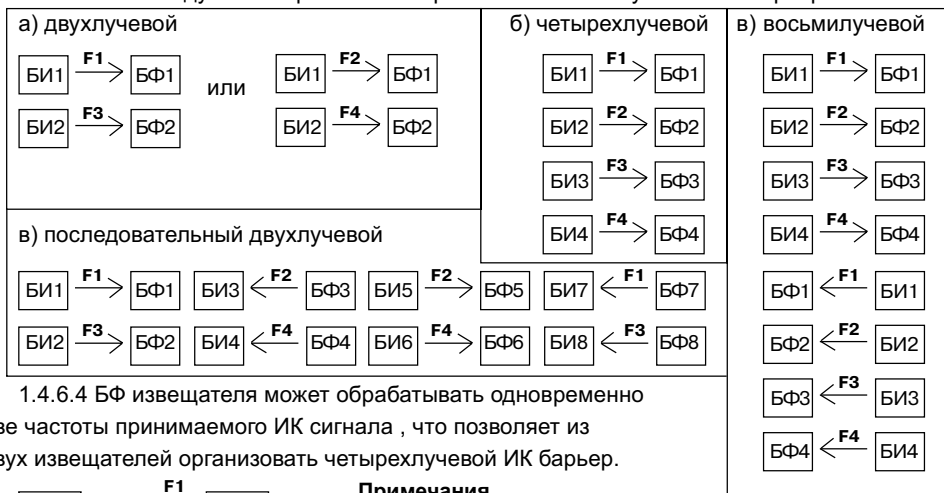 а) двухлучевой
БИ1 F1 БФ1 или БИ1 F2 БФ1
БИ2 F3 БФ2 БИ2 F4 БФ2
б) четырехлучевой
БИ1 F1 БФ1
БИ2 F2 БФ2
БИ3 F3 БФ3
БИ4 F4 БФ4
в) восьмилучевой
БИ1 F1 БФ1
БИ2 F2 БФ2
БИ3 F3 БФ3
БИ4 F4 БФ4
БФ1 F1 БИ1
БФ2 F2 БИ2
БФ3 F3 БИ3
БФ4 F4 БИ4
в) последовательный двухлучевой
БИ1 F1 БФ1 БИ3 F2 БФ3 БИ5 F2 БФ5 БИ7 F1 БФ7
БИ2 F3 БФ2 БИ4 F4 БФ4 БИ6 F4 БФ6 БИ8 F3 БФ8
1.4.6.4 БФ извещателя может обрабатывать одновременно
ве частоты принимаемого ИК сигнала , что позволяет из
вух извещателей организовать четырехлучевой ИК барьер.
F1
Примечания